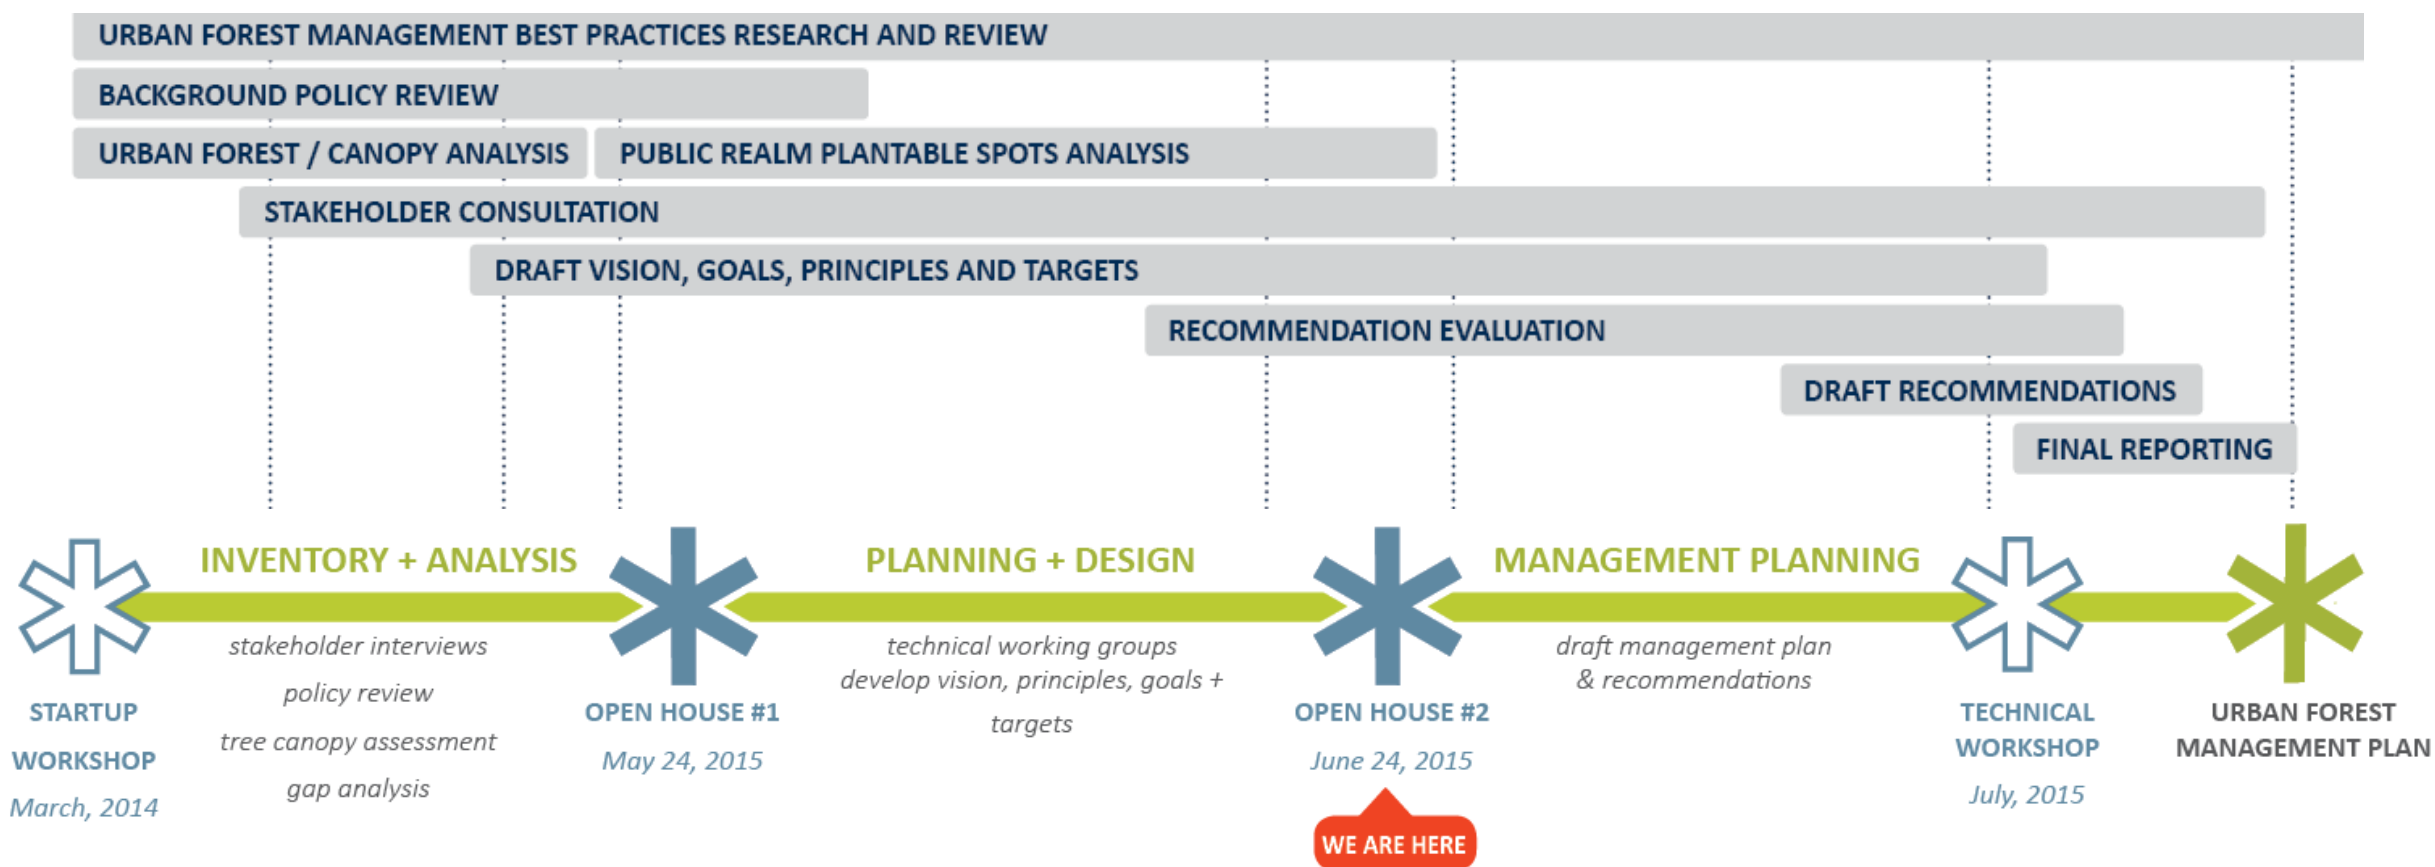 URBAN FOREST MANAGEMENT BEST PRACTICES RESEARCH AND REVIEW
BACKGROUND POLICY REVIEW
URBAN FOREST / CANOPY ANALYSIS
PUBLIC REALM PLANTABLE SPOTS ANALYSIS
STAKEHOLDER CONSULTATION
DRAFT VISION, GOALS, PRINCIPLES AND TARGETS
RECOMMENDATION EVALUATION
DRAFT RECOMMENDATIONS
FINAL REPORTING
STARTUP
WORKSHOP
March, 2014
INVENTORY + ANALYSIS
stakeholder interviews
policy review
tree canopy assessment
gap analysis
OPEN HOUSE #1
May 24, 2015
PLANNING + DESIGN
technical working groups
develop vision, principles, goals +
targets
OPEN HOUSE #2
June 24, 2015
WE ARE HERE
MANAGEMENT PLANNING
draft management plan
& recommendations
TECHNICAL
WORKSHOP
July, 2015
URBAN FOREST
MANAGEMENT PLAN